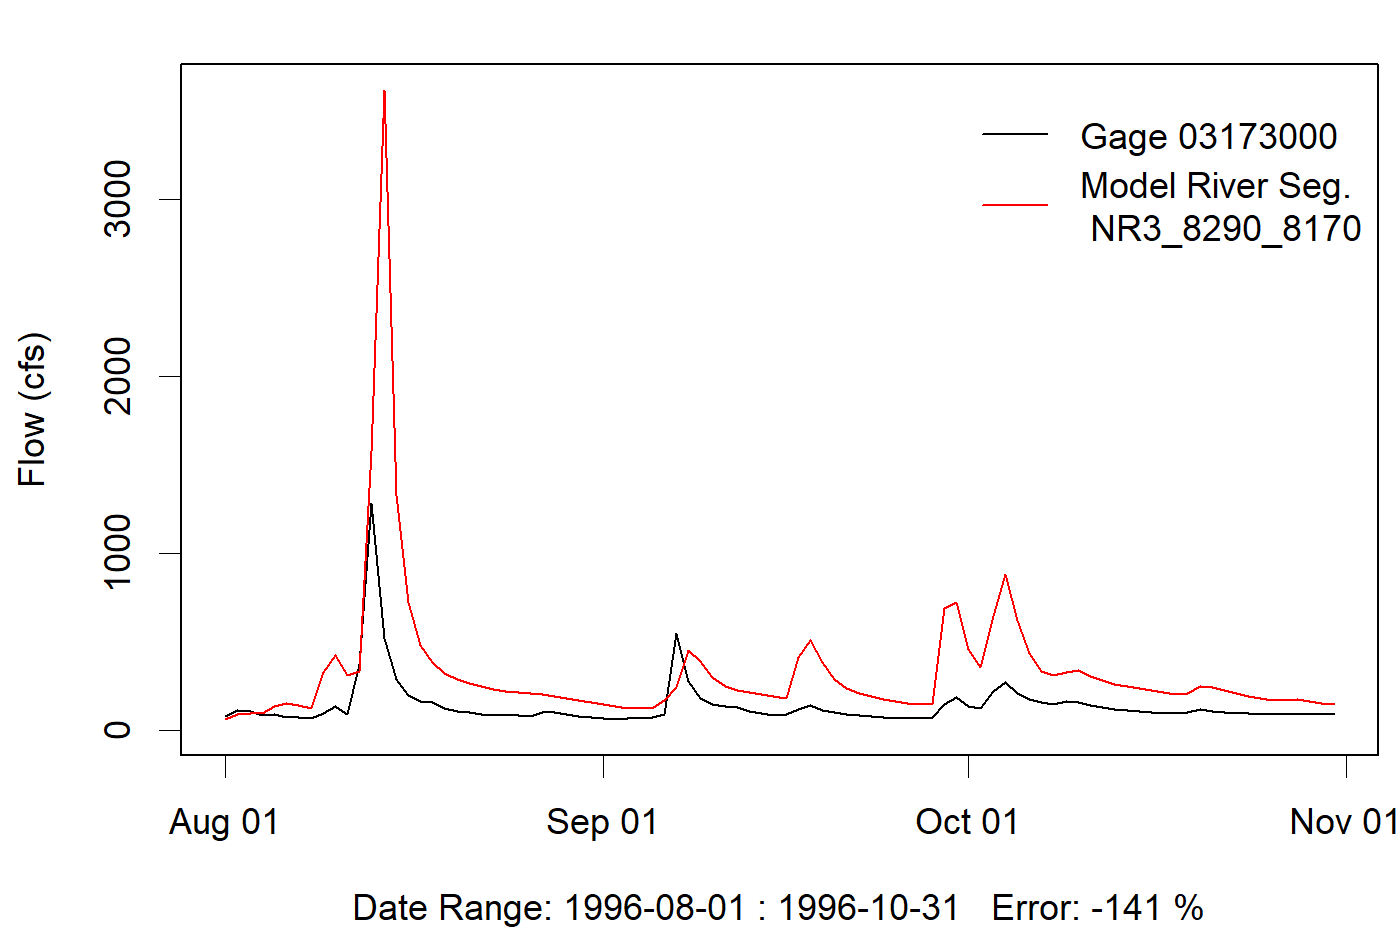 Gage 03173000
Model River Seg.
NR3_8290_8170
Flow (cfs)
3000
2000
1000
0
Aug 01
Sep 01
Oct 01
Nov 01
Date Range: 1996-08-01 : 1996-10-31   Error: -141 %